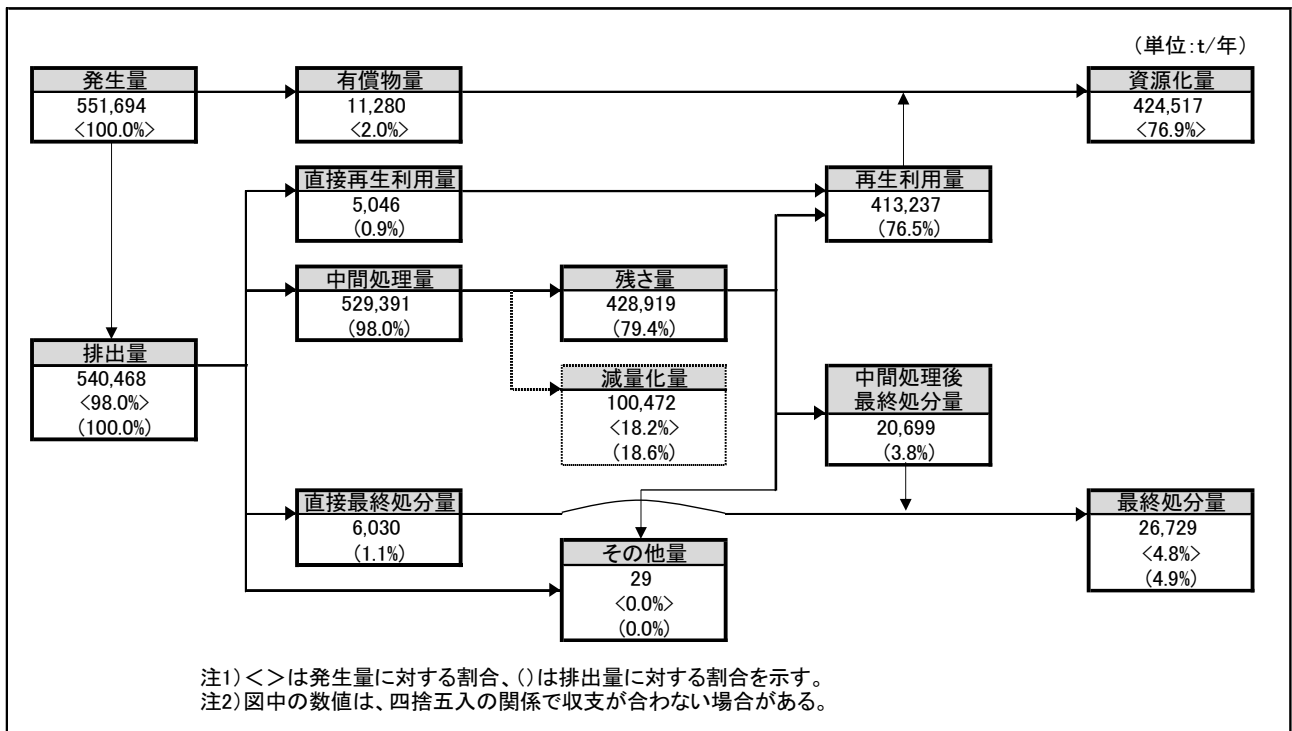 （単位:t/年）
発生量
551,694
<100.0%>
有償物量
11,280
<2.0%>
資源化量
424,517
<76.9%>
直接再生利用量
5,046
(0.9%)
再生利用量
413,237
(76.5%)
中間処理量
529,391
(98.0%)
残さ量
428,919
(79.4%)
排出量
540,468
<98.0%>
(100.0%)
減量化量
100,472
<18.2%>
(18.6%)
中間処理後
最終処分量
20,699
(3.8%)
直接最終処分量
6,030
(1.1%)
最終処分量
26,729
<4.8%>
(4.9%)
その他量
29
<0.0%>
(0.0%)
注1)＜＞は発生量に対する割合、()は排出量に対する割合を示す。
注2)図中の数値は、四捨五入の関係で収支が合わない場合がある。